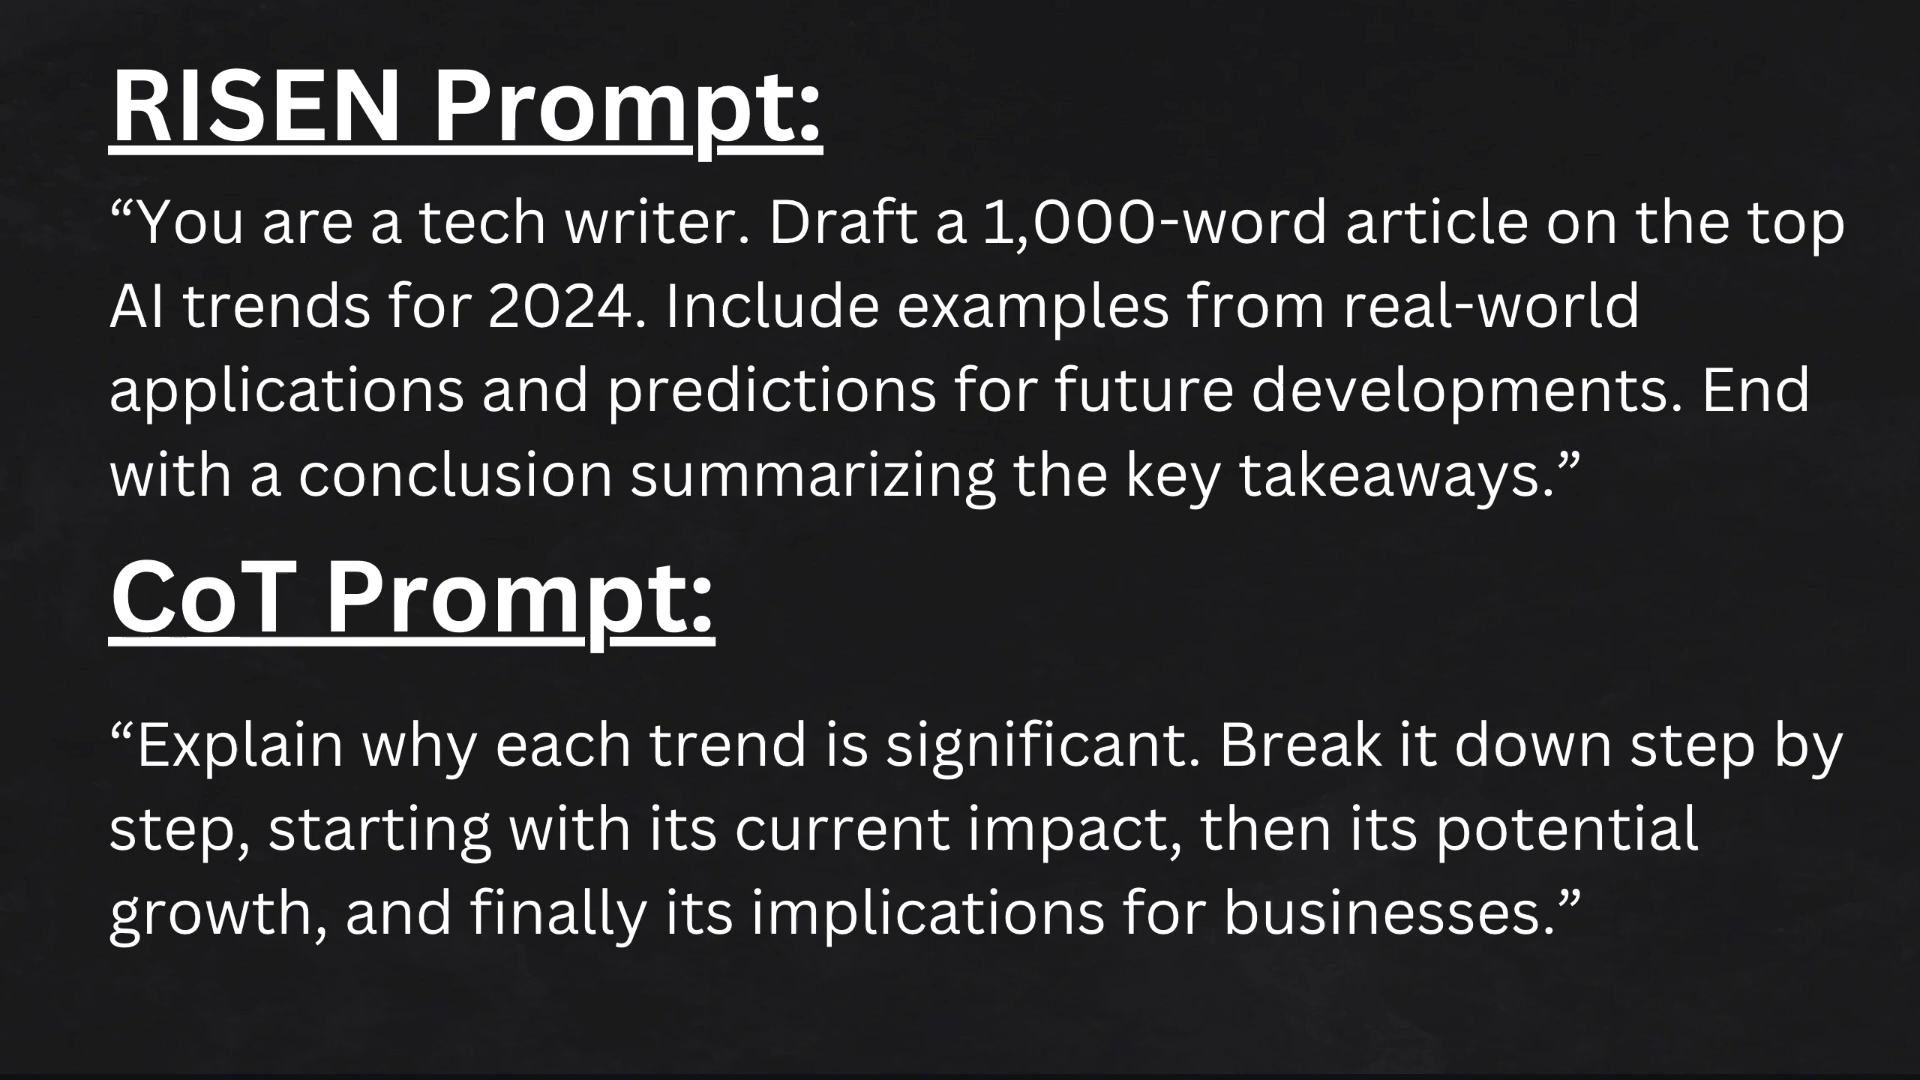 RISEN Prompt:
“You are a tech writer. Draft a 1,000-word article on the top
AI trends for 2024. Include examples from real-world
applications and predictions for future developments. End
with a conclusion summarizing the key takeaways.”
CoT Prompt:
“Explain why each trend is significant. Break it down step by
step, starting with its current impact, then its potential
growth, and finally its implications for businesses.”